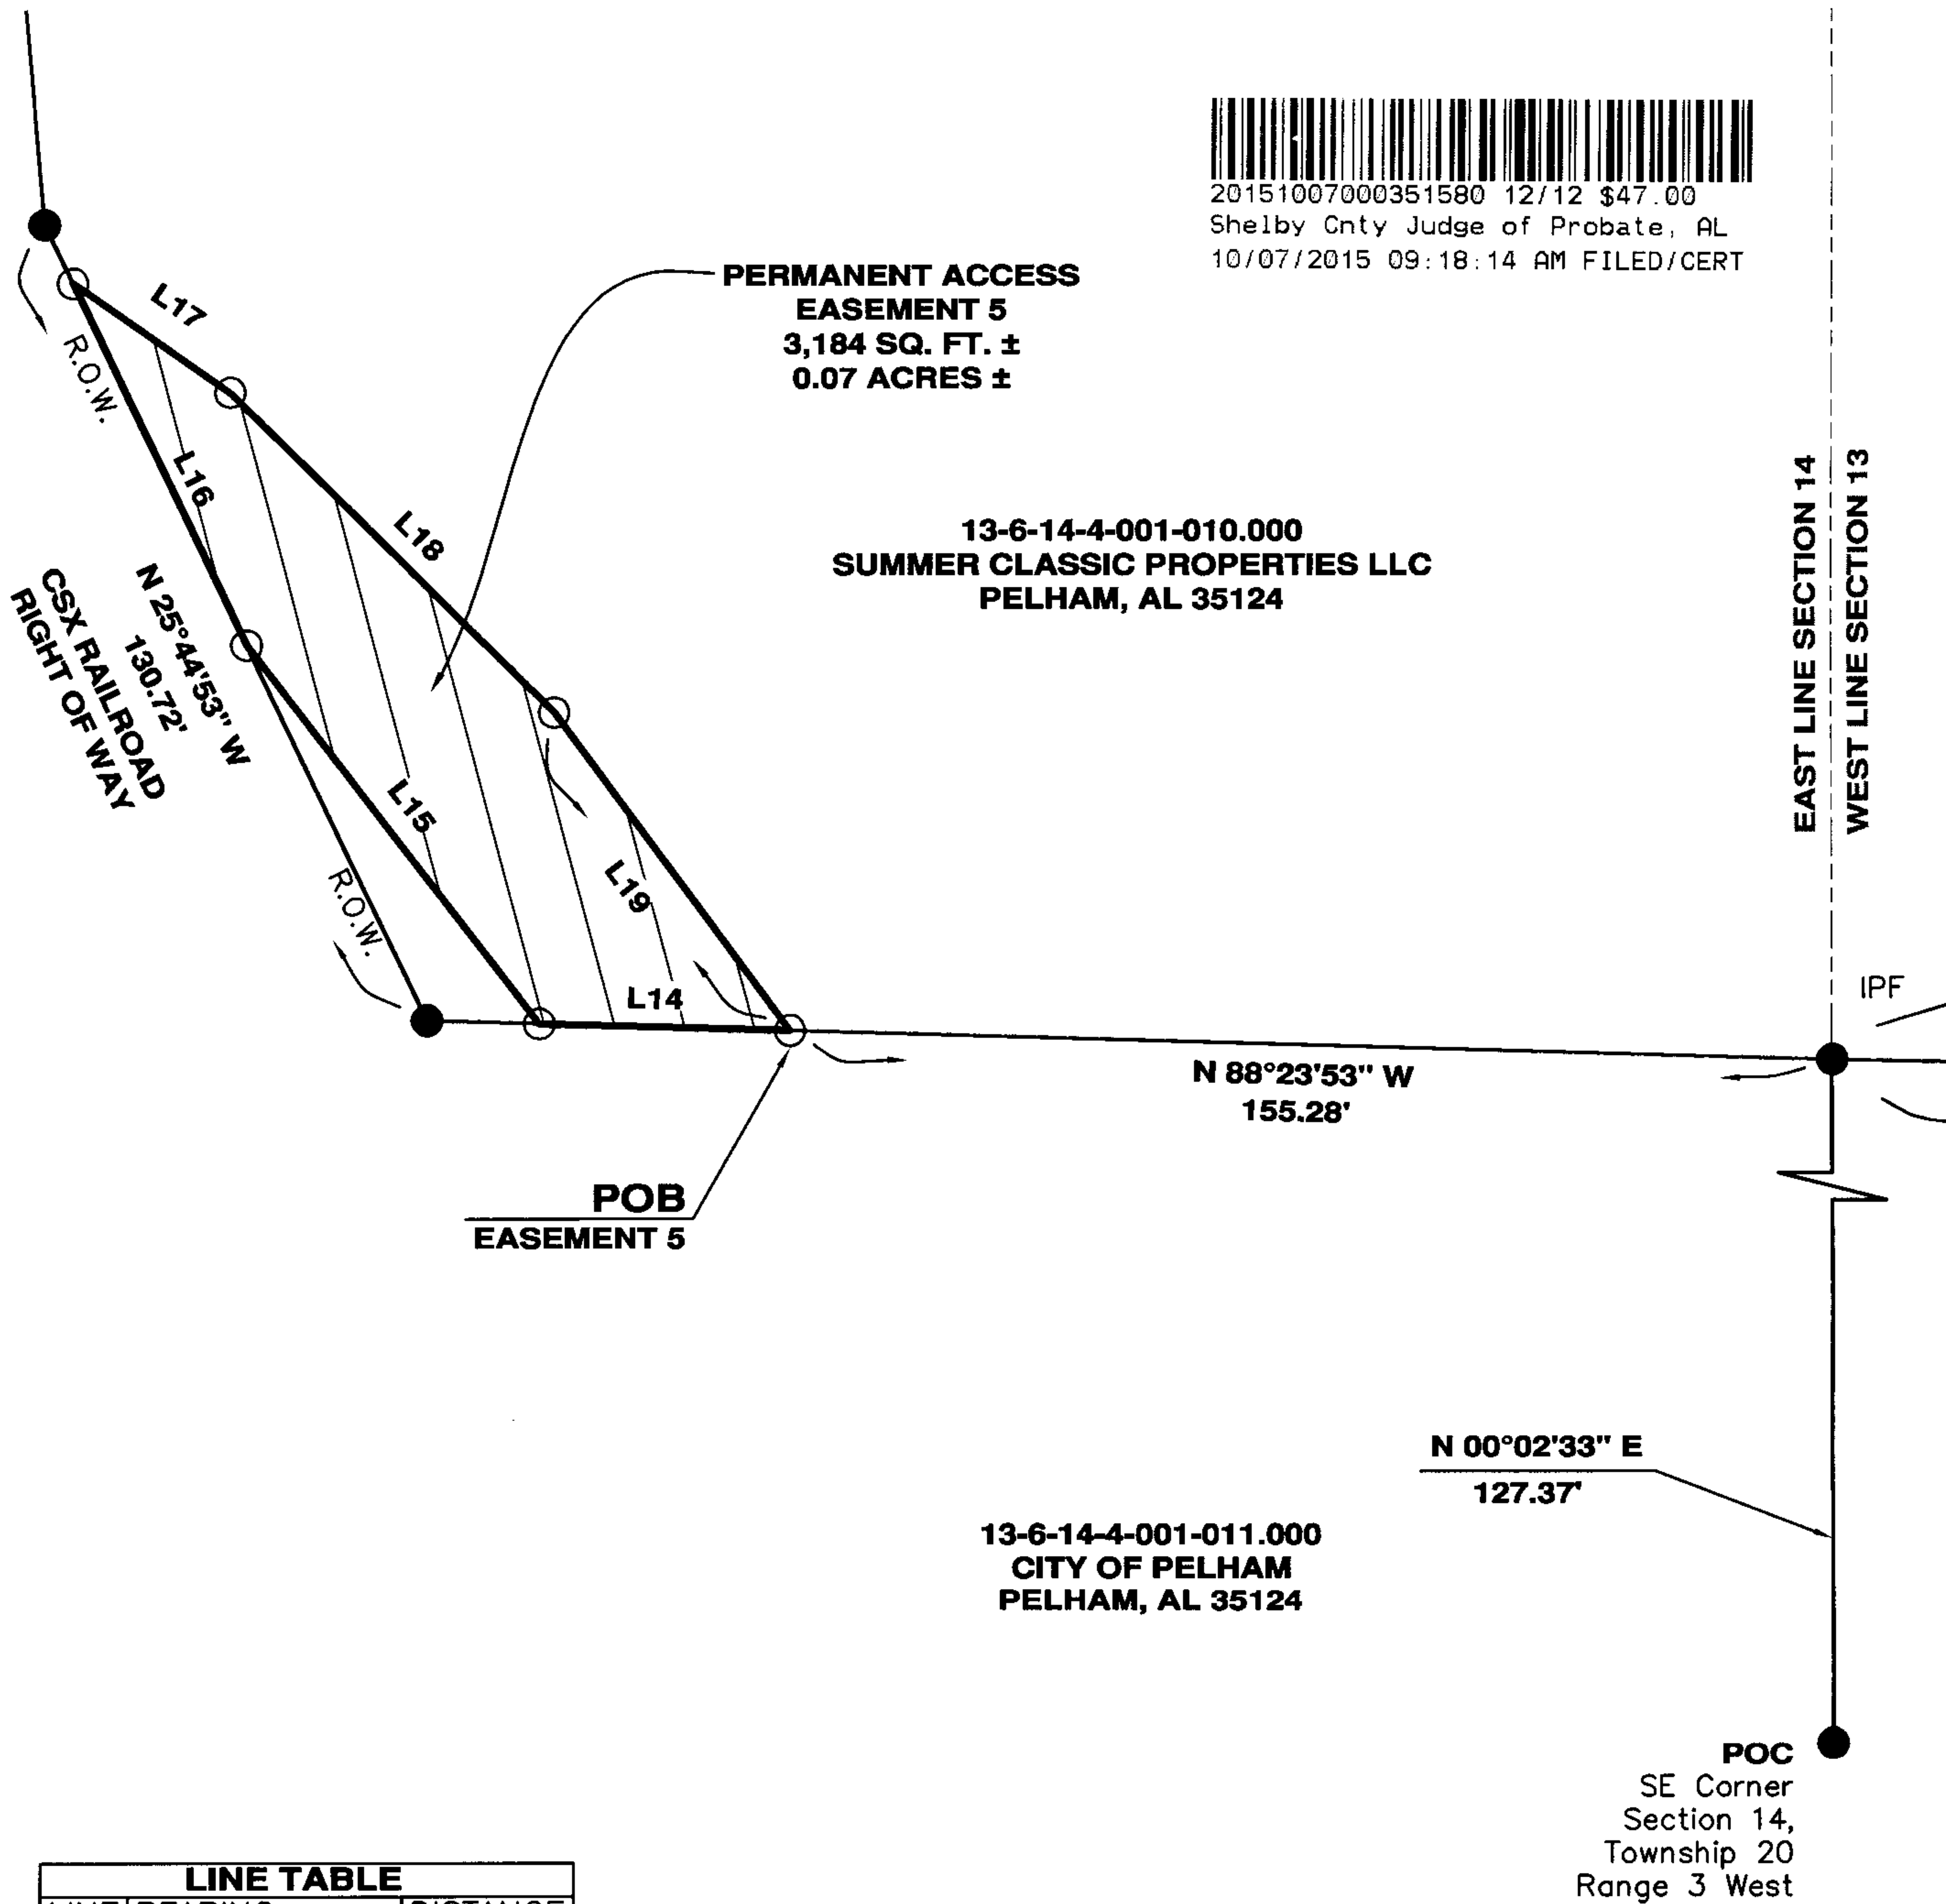 20151007000351580 12/12 $47.00
Shelby Cnty Judge of Probate, AL
10/07/2015 09:18:14 AM FILED/CERT
PERMANENT ACCESS
EASEMENT 5
3,184 SQ. FT. ±
0.07 ACRES ±
L17
R.O.W.
L16
L18
13-6-14-4-001-010.000
SUMMER CLASSIC PROPERTIES LLC
PELHAM, AL 35124
EAST LINE SECTION 14
WEST LINE SECTION 13
N 25°44'53" W
130.72'
CSX RAILROAD
RIGHT OF WAY
L15
L19
R.O.W.
L14
IPF
N 88°23'53" W
155.28'
POB
EASEMENT 5
N 00°02'33" E
127.37'
13-6-14-4-001-011.000
CITY OF PELHAM
PELHAM, AL 35124
POC
SE Corner
Section 14,
Township 20
Range 3 West
LINE TABLE
LINE BEARING DISTANCE